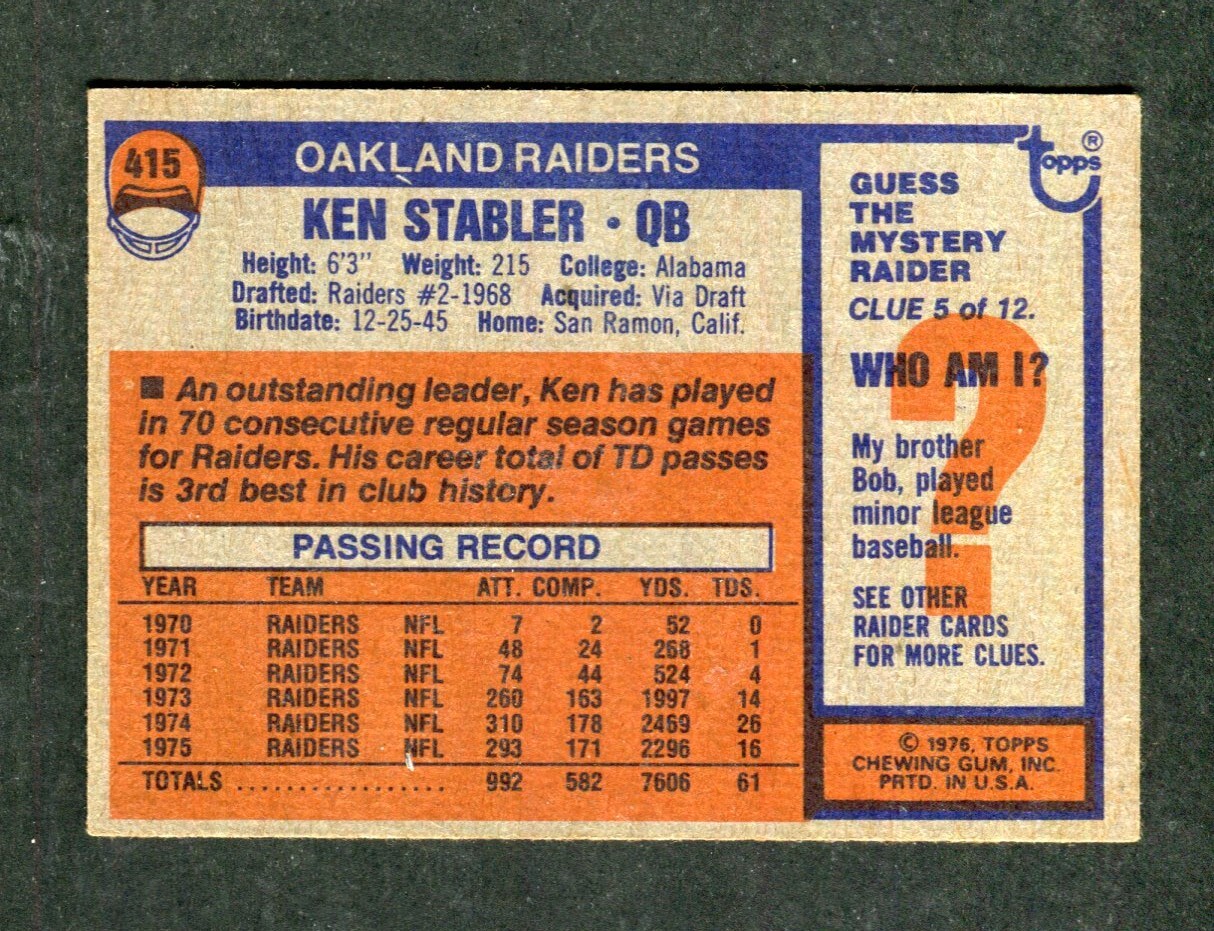 415
OAKLAND RAIDERS
KEN STABLER • QB
Height: 6'3" Weight: 215 College: Alabama
Drafted: Raiders #2-1968 Acquired: Via Draft
Birthdate: 12-25-45 Home: San Ramon, Calif.
■ An outstanding leader, Ken has played
in 70 consecutive regular season games
for Raiders. His career total of TD passes
is 3rd best in club history.
PASSING RECORD
YEAR TEAM ATT. COMP. YDS. TDS.
1970 RAIDERS NFL 7 2 52 0
1971 RAIDERS NFL 48 24 268 1
1972 RAIDERS NFL 74 44 524 4
1973 RAIDERS NFL 260 163 1997 14
1974 RAIDERS NFL 310 178 2469 26
1975 RAIDERS NFL 293 171 2296 16
TOTALS .................. 992 582 7606 61
topps®
GUESS
THE
MYSTERY
RAIDER
CLUE 5 of 12.
WHO AM I?
?
My brother
Bob, played
minor league
baseball.
SEE OTHER
RAIDER CARDS
FOR MORE CLUES.
© 1976, TOPPS
CHEWING GUM, INC.
PRTD. IN U.S.A.